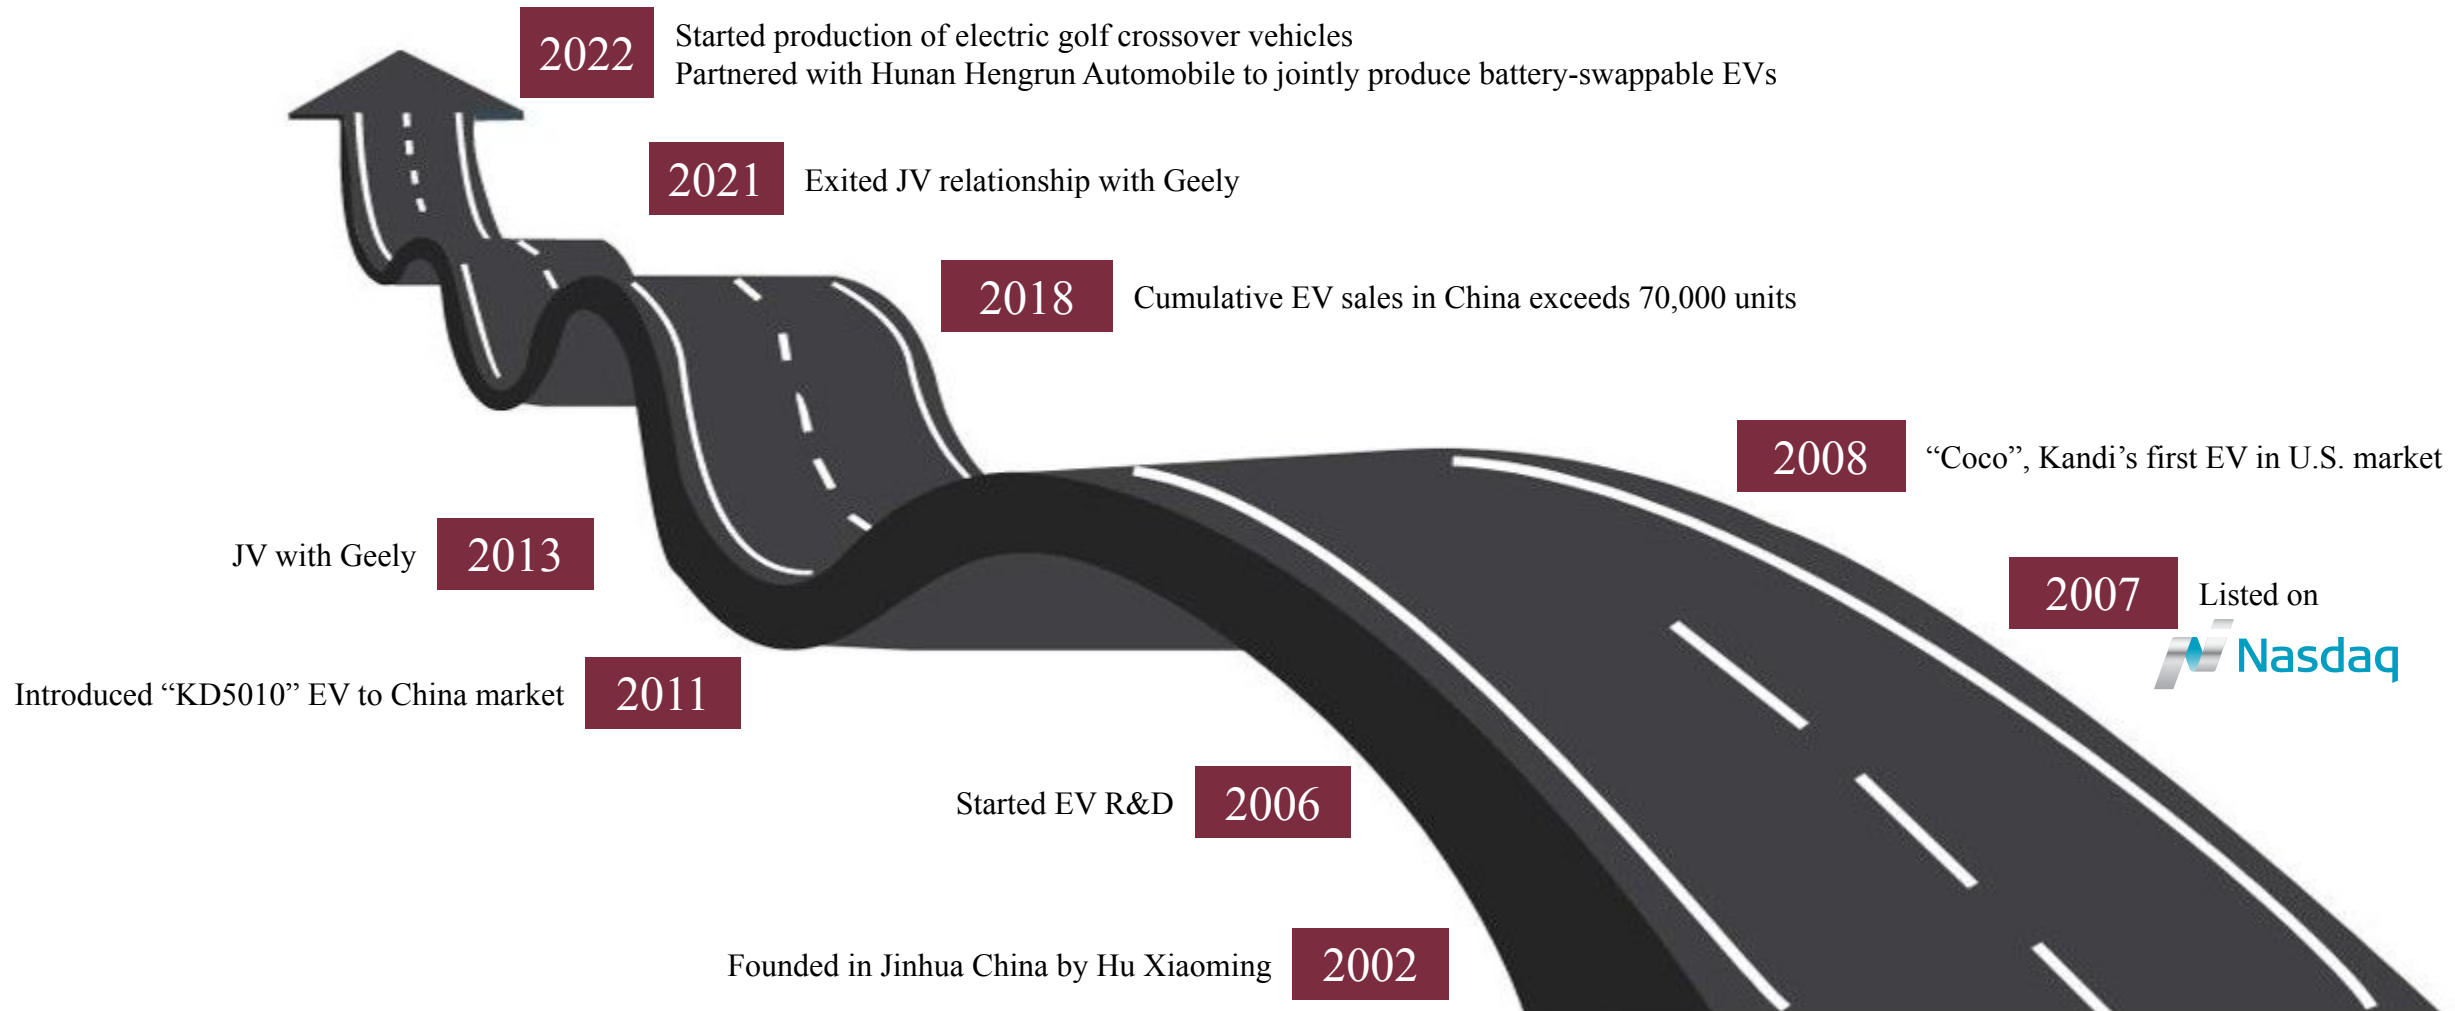 2022
Started production of electric golf crossover vehicles
Partnered with Hunan Hengrun Automobile to jointly produce battery-swappable EVs
2021
Exited JV relationship with Geely
2018
Cumulative EV sales in China exceeds 70,000 units
2008
“Coco”, Kandi’s first EV in U.S. market
JV with Geely
2013
2007
Listed on
Nasdaq
Introduced “KD5010” EV to China market
2011
Started EV R&D
2006
Founded in Jinhua China by Hu Xiaoming
2002